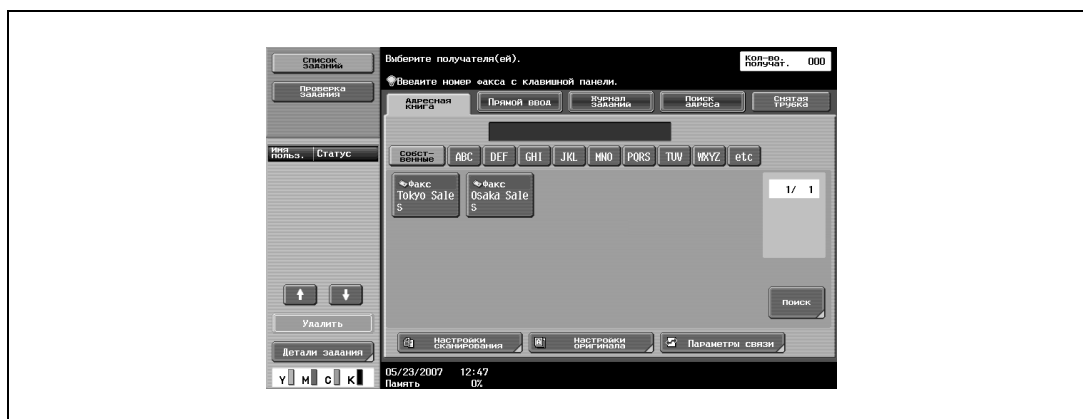 Список
заданий
Проверка
задания
Имя
польз.
Статус
Удалить
Детали задания
Y M C K
Выберите получателя(ей).
Кол-во.
получат.
000
Введите номер факса с клавишной панели.
Адресная
книга
Прямой ввод
Журнал
заданий
Поиск
адреса
Снятая
трубка
Собст-
венные
ABC DEF GHI JKL MNO PQRS TUV WXYZ etc
Факс
Tokyo Sale
s
Факс
Osaka Sale
s
1/ 1
Поиск
Настройки
сканирования
Настройки
оригинала
Параметры связи
05/23/2007 12:47
Память 0%